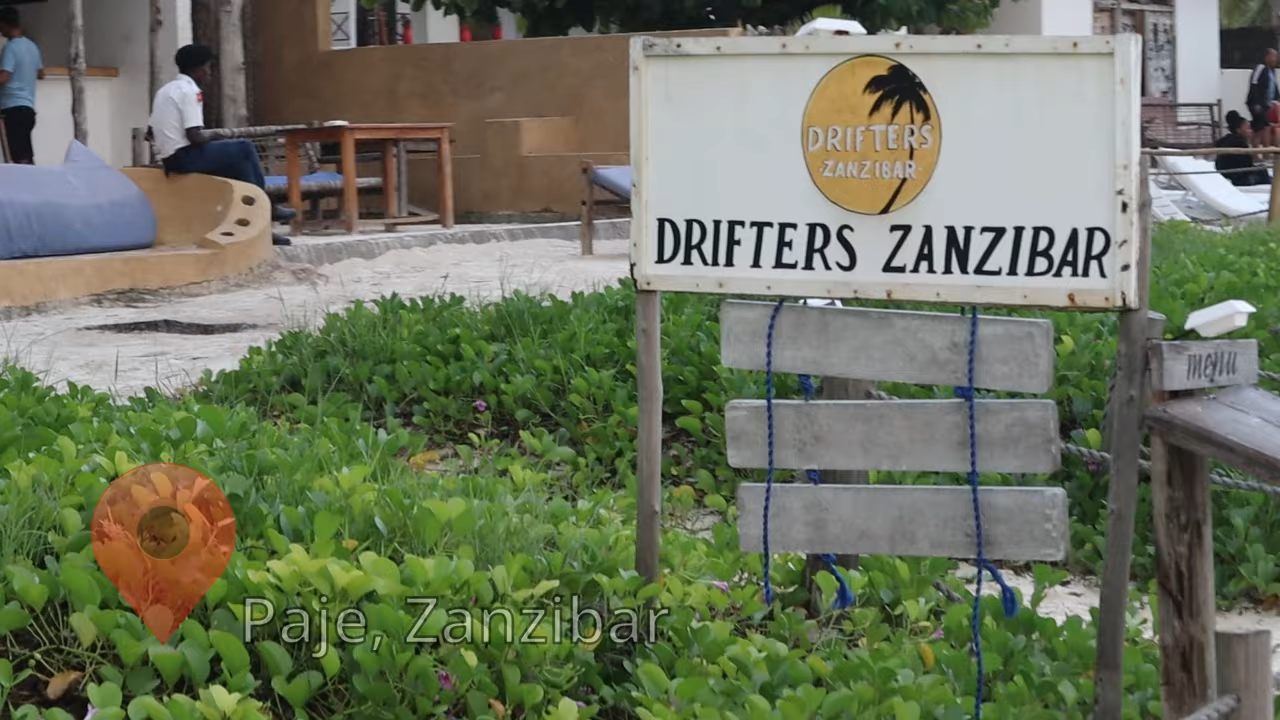 DRIFTERS
-ZANZIBAR-
DRIFTERS ZANZIBAR
menu
Paje, Zanzibar